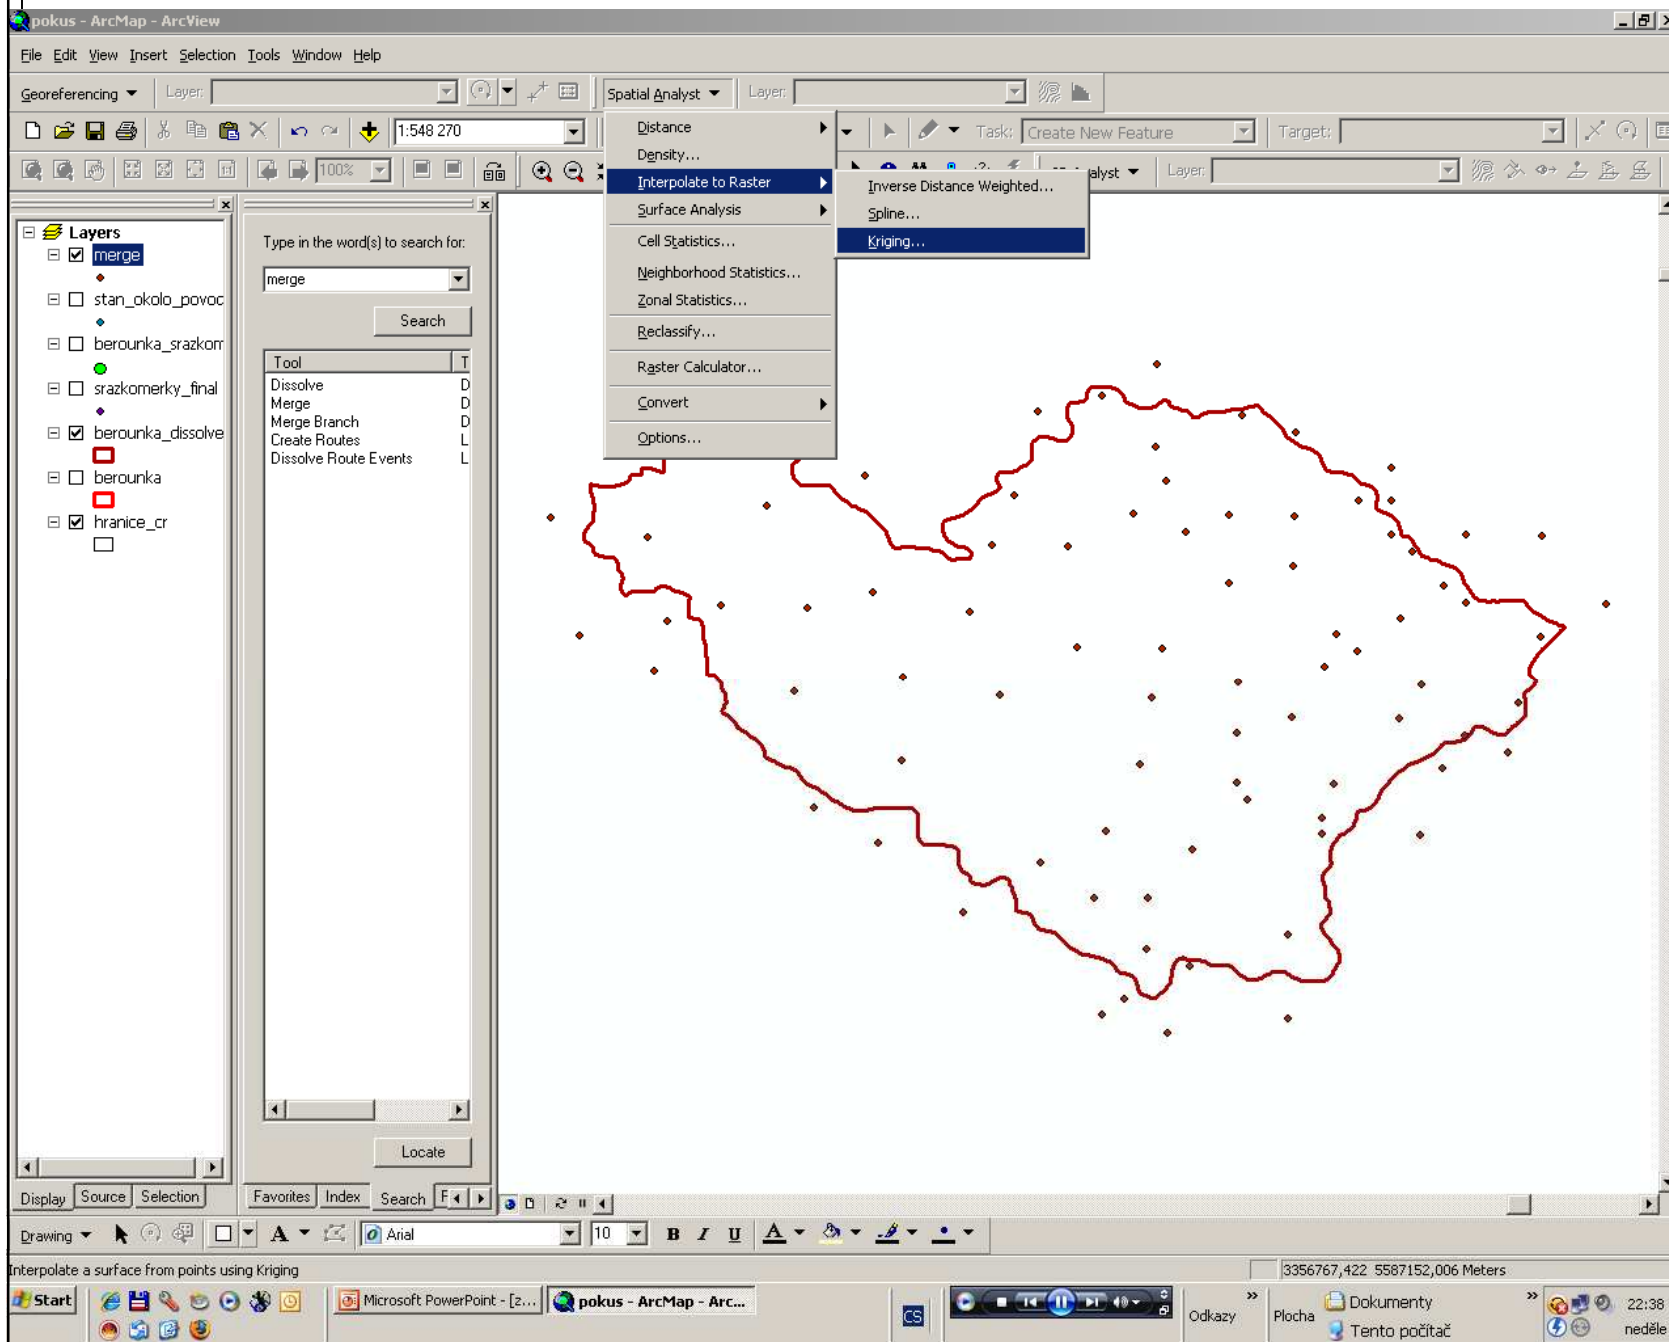 pokus - ArcMap - ArcView
File Edit View Insert Selection Tools Window Help
Georeferencing Layer: Spatial Analyst Layer:
1:548 270 Task: Create New Feature Target:
100% alyst Layer:
Distance
Density...
Interpolate to Raster
Surface Analysis
Cell Statistics...
Neighborhood Statistics...
Zonal Statistics...
Reclassify...
Raster Calculator...
Convert
Options...
Inverse Distance Weighted...
Spline...
Kriging...
Layers
merge
stan_okolo_povoc
berounka_srazkom
srazkomerky_final
berounka_dissolve
berounka
hranice_cr
Type in the word(s) to search for:
merge
Search
Tool T
Dissolve D
Merge D
Merge Branch D
Create Routes L
Dissolve Route Events L
Locate
Display Source Selection
Favorites Index Search F
Drawing A Arial 10 B I U A
Interpolate a surface from points using Kriging
3356767,422 5587152,006 Meters
Start
Microsoft PowerPoint - [z...
pokus - ArcMap - Arc...
CS
Odkazy
Plocha
Dokumenty
Tento počítač
22:38
neděle